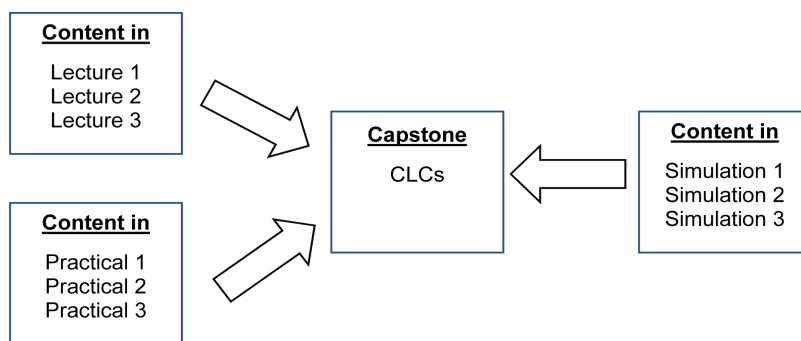 Content in
Lecture 1
Lecture 2
Lecture 3
Content in
Practical 1
Practical 2
Practical 3
Capstone
CLCs
Content in
Simulation 1
Simulation 2
Simulation 3